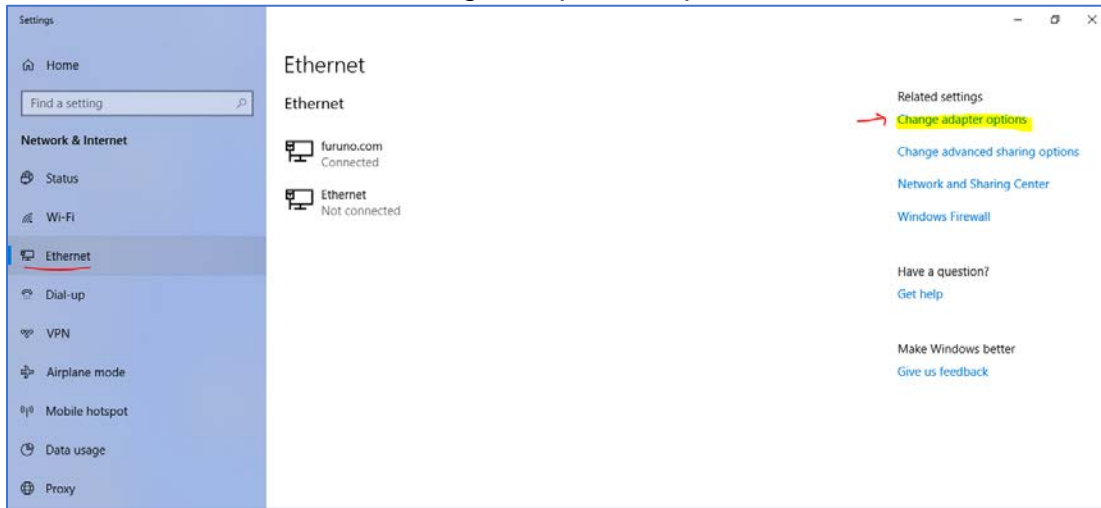 Settings
Home
Find a setting
Network & Internet
Status
Wi-Fi
Ethernet
Dial-up
VPN
Airplane mode
Mobile hotspot
Data usage
Proxy
Ethernet
Ethernet
furuno.com
Connected
Ethernet
Not connected
Related settings
Change adapter options
Change advanced sharing options
Network and Sharing Center
Windows Firewall
Have a question?
Get help
Make Windows better
Give us feedback